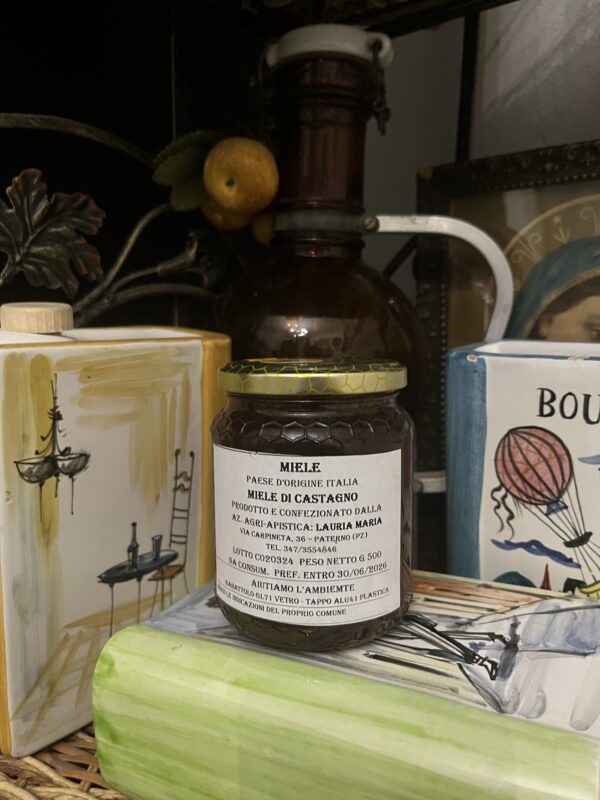 MIELE
PAESE D'ORIGINE ITALIA
MIELE DI CASTAGNO
PRODOTTO E CONFEZIONATO DALLA
AZ. AGRI-APISTICA: LAURIA MARIA
VIA CARPINETA, 36 - PATERNO (PZ)
TEL. 347/3554846
LOTTO C020324 PESO NETTO G 500
DA CONSUM. PREF. ENTRO 30/06/2026
AIUTIAMO L'AMBIEMTE
BARATTOLO GL71 VETRO - TAPPO ALU41 PLASTICA
LE INDICAZIONI DEL PROPRIO COMUNE
BOU